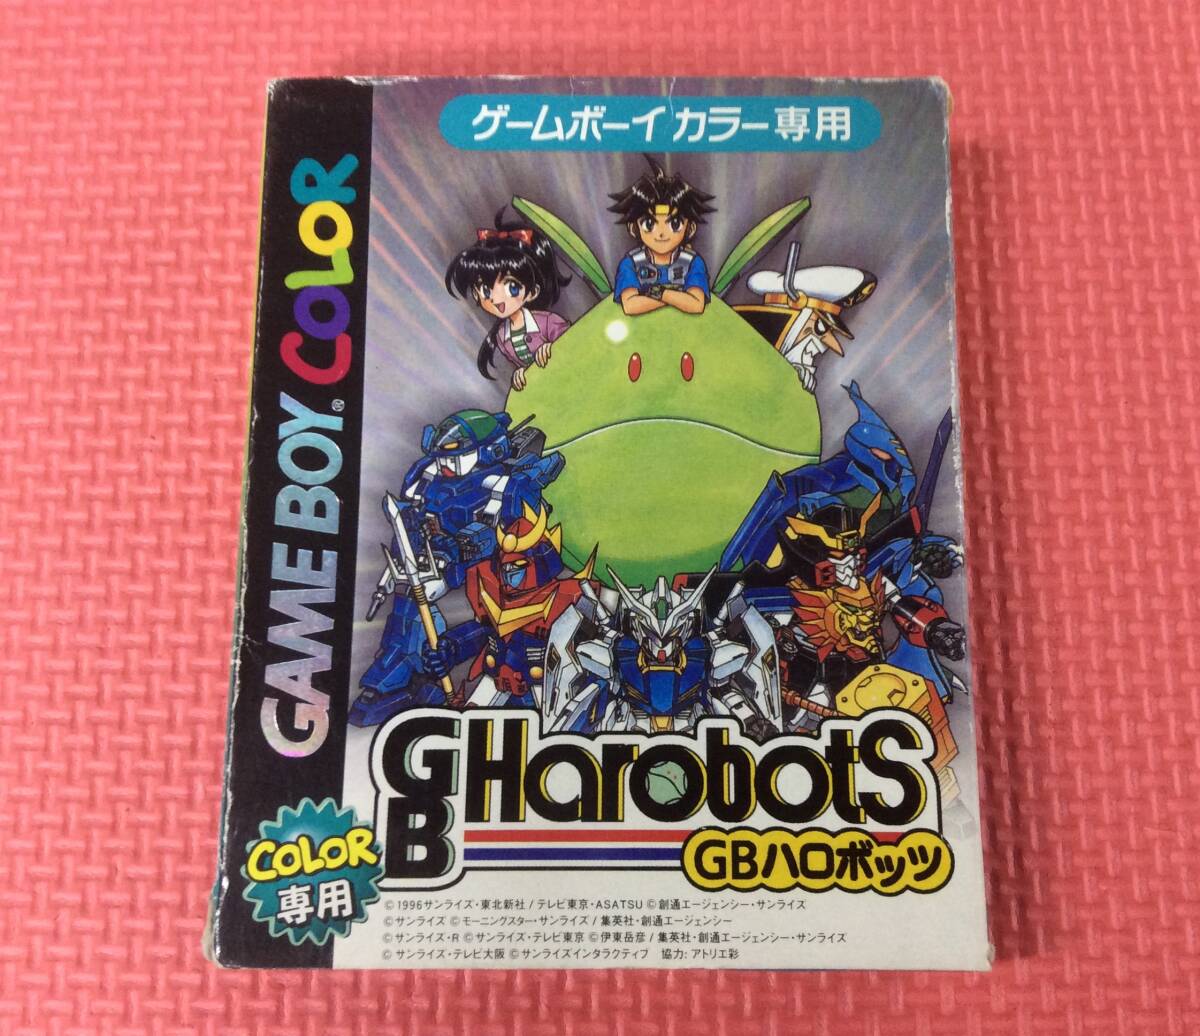 ゲームボーイカラー専用
GAME BOY COLOR
GB HarobotS
GBハロボッツ
COLOR
専用
©1996サンライズ・東北新社/テレビ東京・ASATSU ©創通エージェンシー・サンライズ
©サンライズ ©モーニングスター・サンライズ/集英社・創通エージェンシー
©サンライズ・R ©サンライズ・テレビ東京 ©伊東岳彦/集英社・創通エージェンシー・サンライズ
©サンライズ・テレビ大阪 ©サンライズインタラクティブ 協力:アトリエ彩